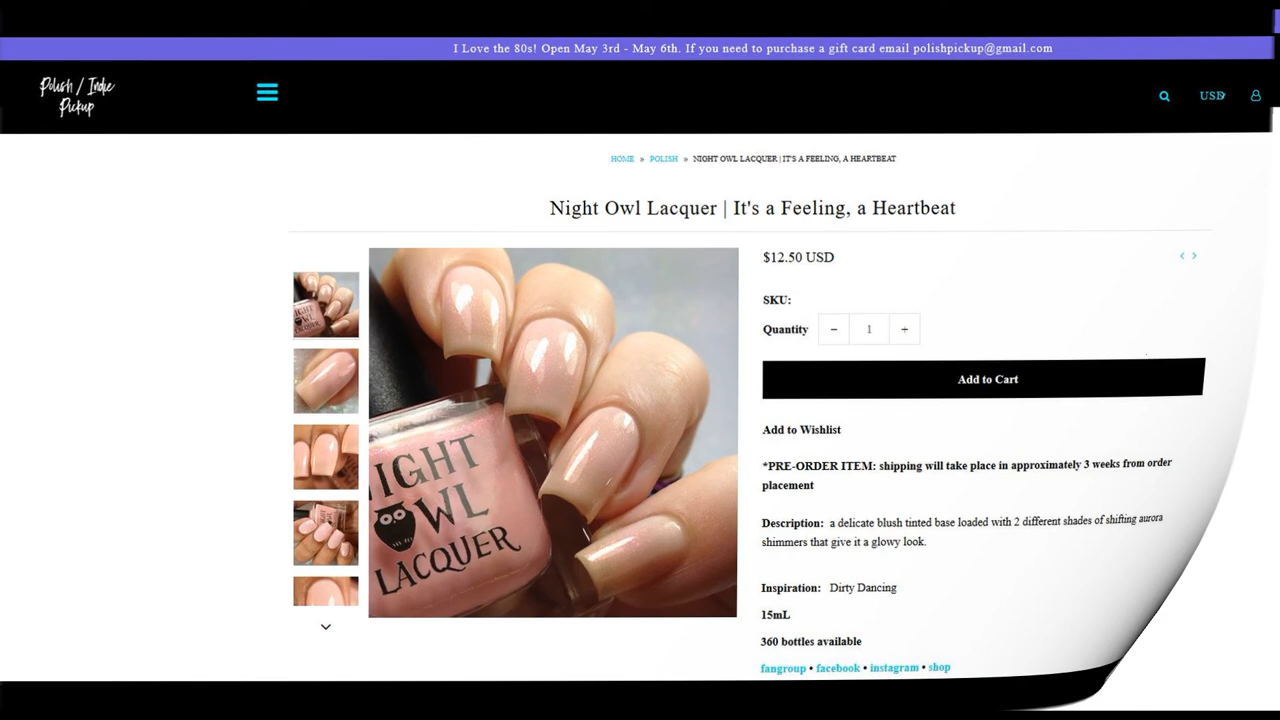 I Love the 80s! Open May 3rd - May 6th. If you need to purchase a gift card email polishpickup@gmail.com
Polish / Indie
Pickup
USD
HOME » POLISH » NIGHT OWL LACQUER | IT'S A FEELING, A HEARTBEAT
Night Owl Lacquer | It's a Feeling, a Heartbeat
$12.50 USD
SKU:
Quantity - 1 +
Add to Cart
Add to Wishlist
*PRE-ORDER ITEM: shipping will take place in approximately 3 weeks from order
placement
Description: a delicate blush tinted base loaded with 2 different shades of shifting aurora
shimmers that give it a glowy look.
Inspiration: Dirty Dancing
15mL
360 bottles available
fangroup • facebook • instagram • shop
NIGHT
OWL
LACQUER
IGHT
OWL
LACQUER